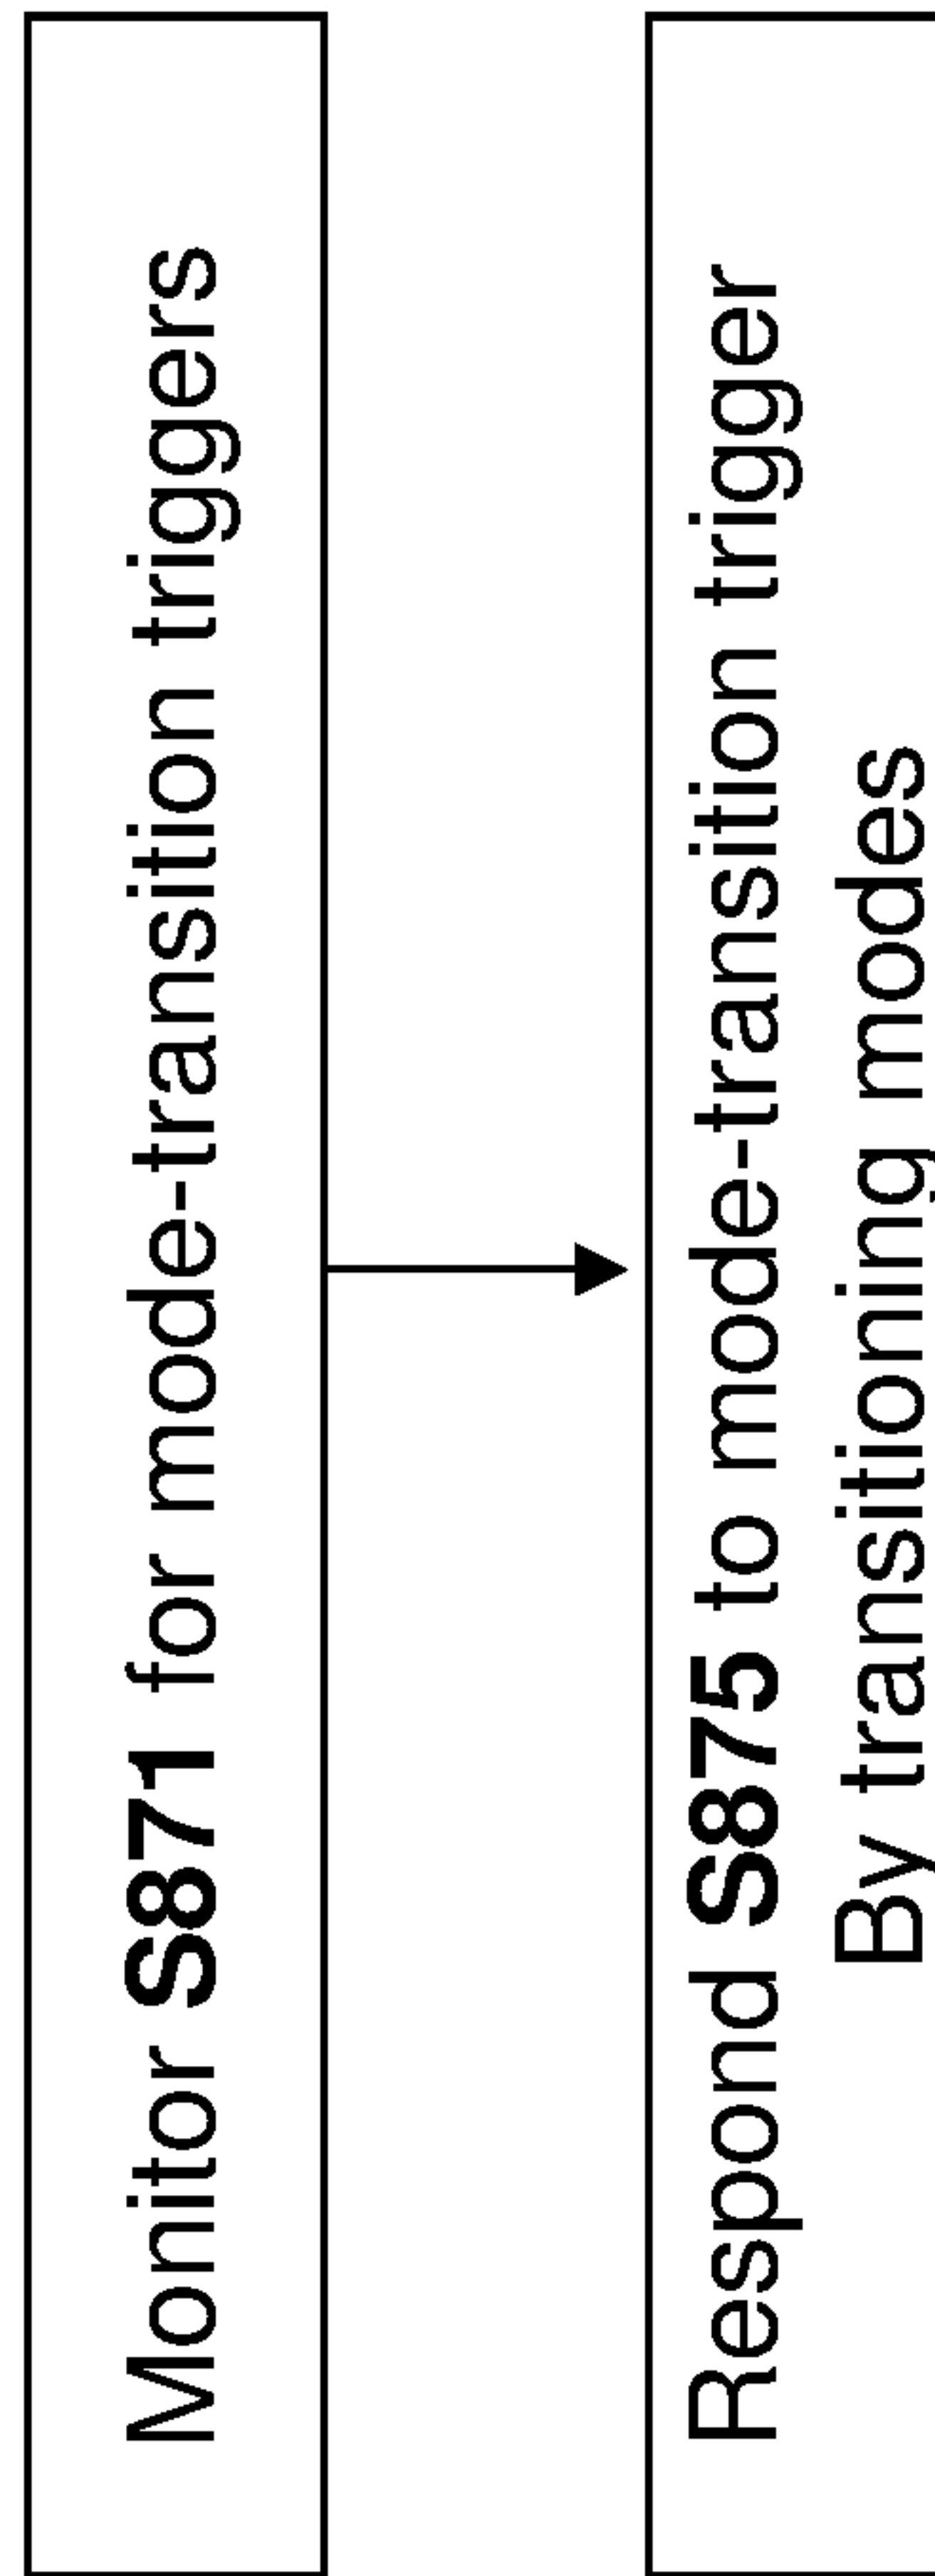 Monitor S871 for mode-transition triggers
Respond S875 to mode-transition trigger
By transitioning modes